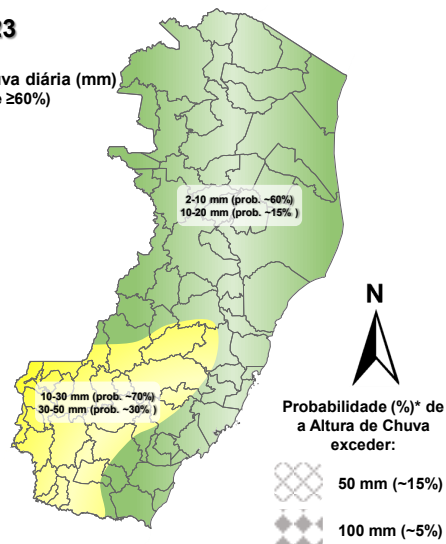 uva diária (mm)
≥60%)
2-10 mm (prob. ~60%)
10-20 mm (prob. ~15% )
10-30 mm (prob. ~70%)
30-50 mm (prob. ~30% )
N
Probabilidade (%)* de
a Altura de Chuva
exceder:
50 mm (~15%)
100 mm (~5%)